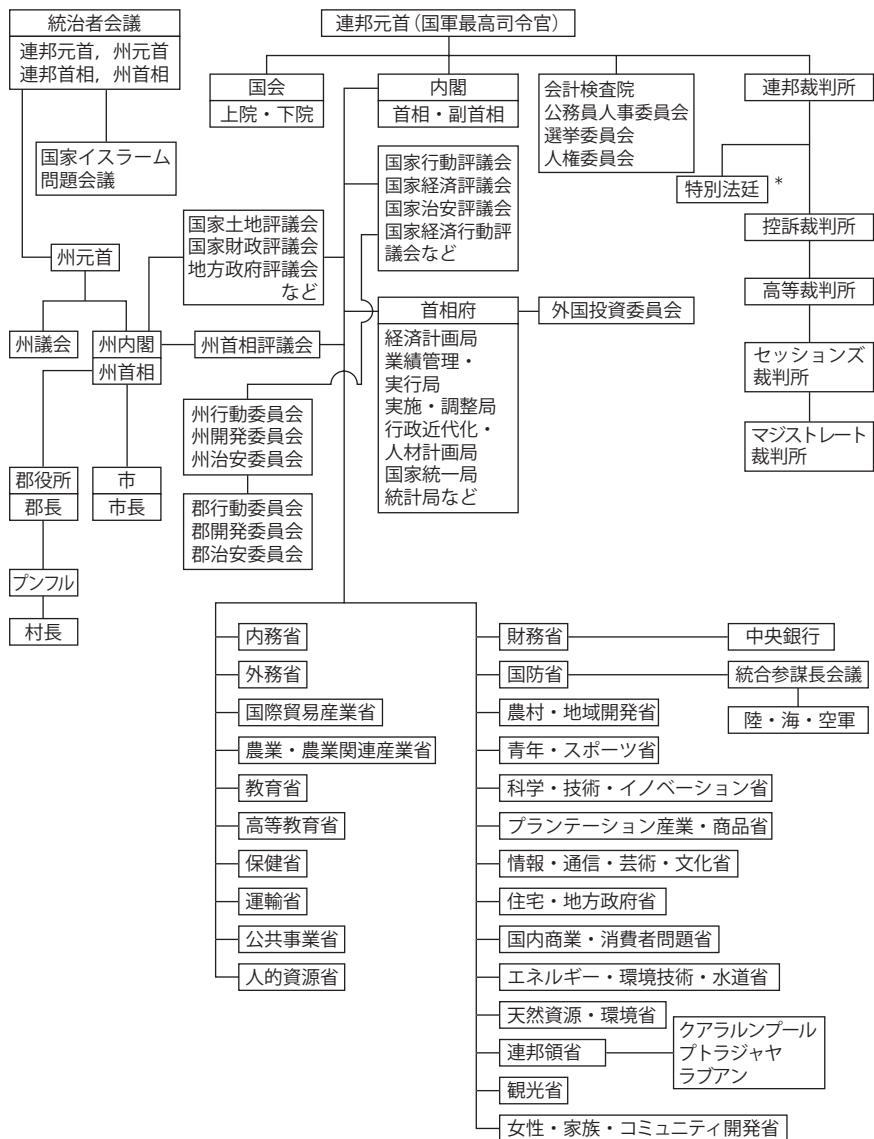 統治者会議
連邦元首，州元首
連邦首相，州首相
国家イスラーム
問題会議
連邦元首（国軍最高司令官）
国会
上院・下院
内閣
首相・副首相
会計検査院
公務員人事委員会
選挙委員会
人権委員会
連邦裁判所
特別法廷
*
控訴裁判所
高等裁判所
セッションズ
裁判所
マジストレート
裁判所
国家行動評議会
国家経済評議会
国家治安評議会
国家経済行動評
議会など
国家土地評議会
国家財政評議会
地方政府評議会
など
州元首
州議会
州内閣
州首相
州首相評議会
首相府
経済計画局
業績管理・
実行局
実施・調整局
行政近代化・
人材計画局
国家統一局
統計局など
外国投資委員会
州行動委員会
州開発委員会
州治安委員会
郡行動委員会
郡開発委員会
郡治安委員会
郡役所
郡長
市
市長
プンフル
村長
内務省
外務省
国際貿易産業省
農業・農業関連産業省
教育省
高等教育省
保健省
運輸省
公共事業省
人的資源省
財務省
中央銀行
国防省
統合参謀長会議
陸・海・空軍
農村・地域開発省
青年・スポーツ省
科学・技術・イノベーション省
プランテーション産業・商品省
情報・通信・芸術・文化省
住宅・地方政府省
国内商業・消費者問題省
エネルギー・環境技術・水道省
天然資源・環境省
連邦領省
クアラルンプール
プトラジャヤ
ラブアン
観光省
女性・家族・コミュニティ開発省